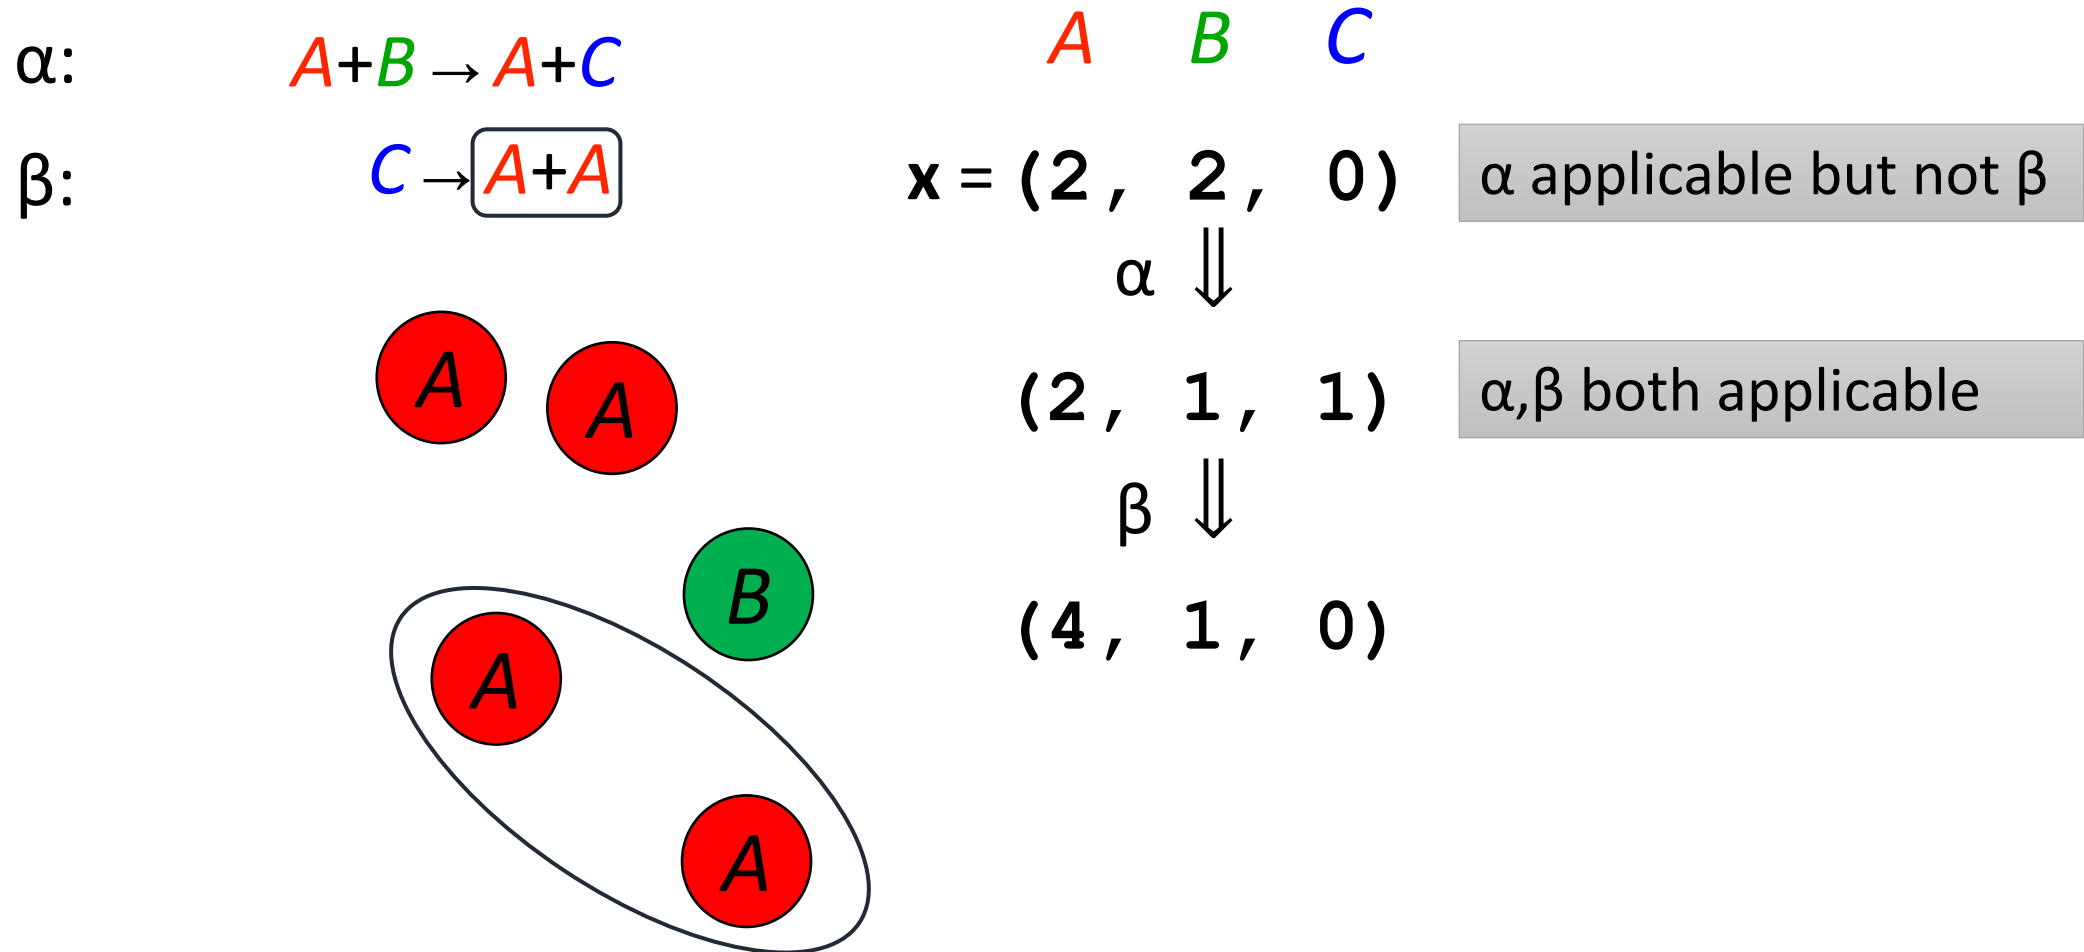 α: A+B → A+C
β: C → A+A
A B C
x = (2, 2, 0)
α applicable but not β
α ⇓
(2, 1, 1)
α,β both applicable
β ⇓
(4, 1, 0)
A
A
B
A
A